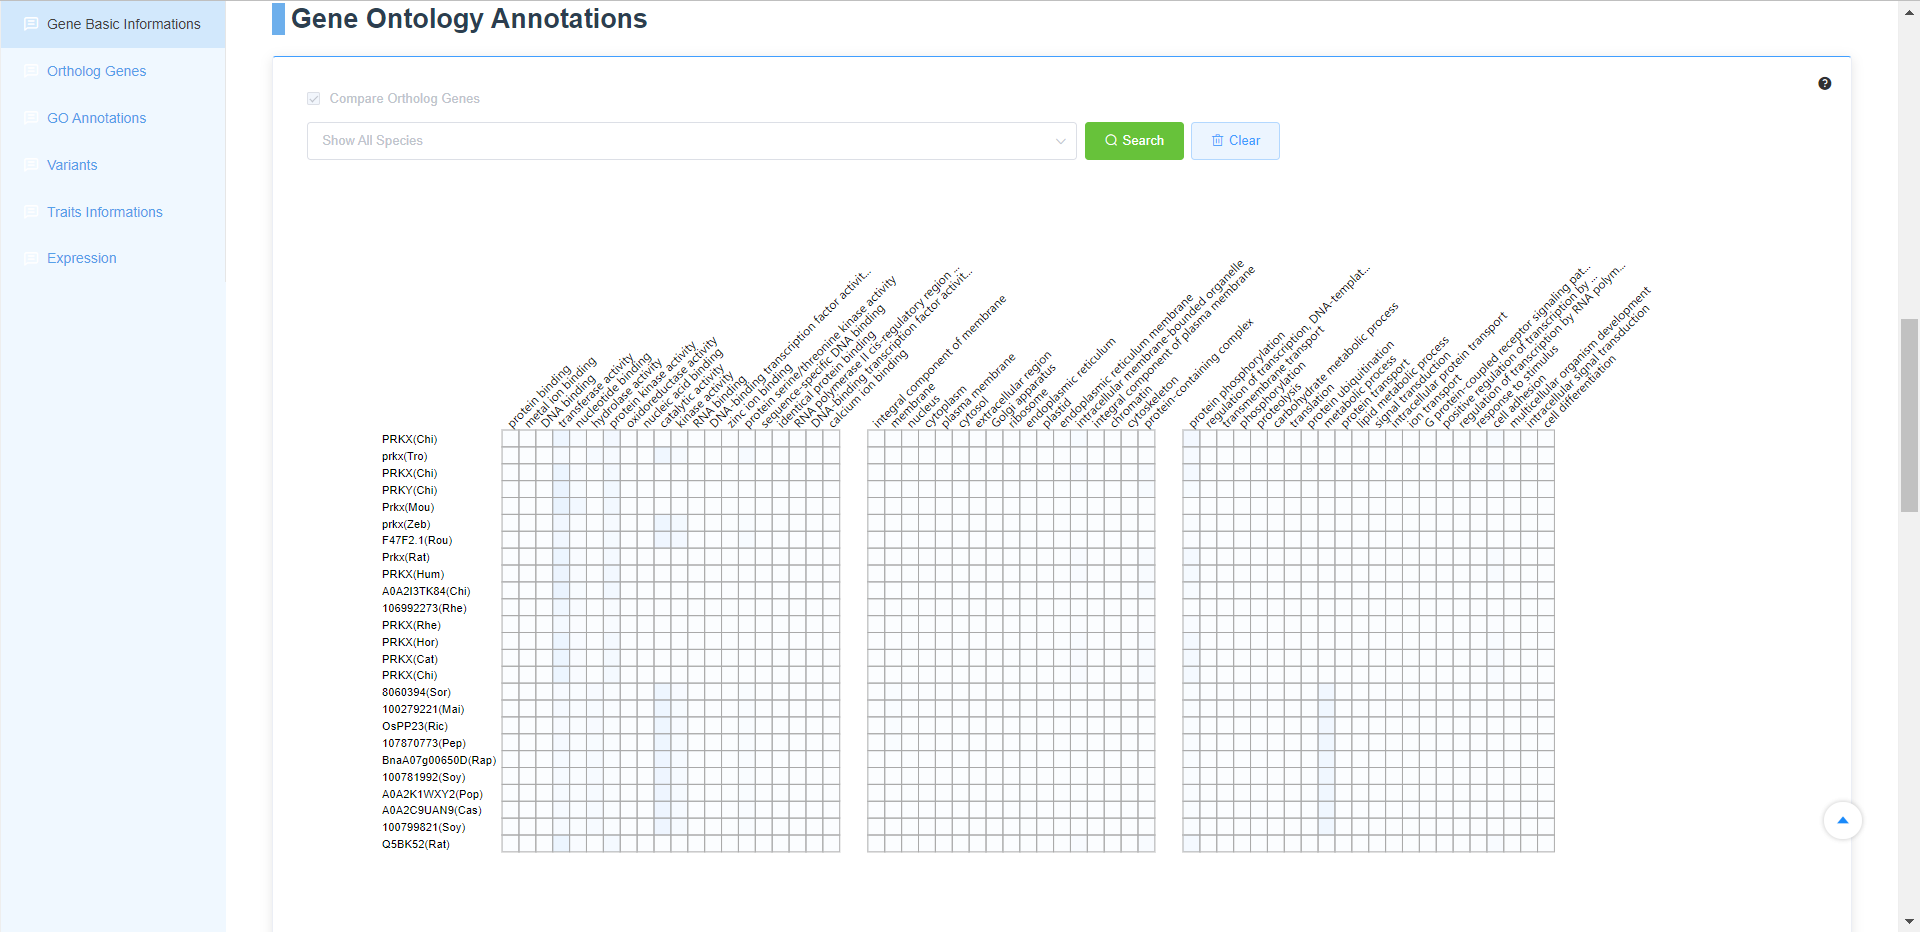 Gene Basic Informations
Ortholog Genes
GO Annotations
Variants
Traits Informations
Expression
Gene Ontology Annotations
Compare Ortholog Genes
Show All Species
Search
Clear
protein binding
metal ion binding
DNA binding
transferase activity
nucleotide binding
hydrolase activity
protein kinase activity
oxidoreductase activity
nucleic acid binding
catalytic activity
kinase activity
RNA binding
DNA-binding transcription factor activit...
zinc ion binding
protein serine/threonine kinase activity
sequence-specific DNA binding
identical protein binding
RNA polymerase II cis-regulatory region ...
DNA-binding transcription factor activit...
calcium ion binding
integral component of membrane
membrane
nucleus
cytoplasm
plasma membrane
cytosol
extracellular region
Golgi apparatus
ribosome
endoplasmic reticulum
plastid
endoplasmic reticulum membrane
intracellular membrane-bounded organelle
integral component of plasma membrane
chromatin
cytoskeleton
protein-containing complex
protein phosphorylation
regulation of transcription, DNA-templat...
transmembrane transport
phosphorylation
proteolysis
carbohydrate metabolic process
translation
protein ubiquitination
metabolic process
protein transport
lipid metabolic process
signal transduction
intracellular protein transport
ion transport
G protein-coupled receptor signaling pat...
positive regulation of transcription by ...
regulation of transcription by RNA polym...
response to stimulus
cell adhesion
multicellular organism development
intracellular signal transduction
cell differentiation
PRKX(Chi)
prkx(Tro)
PRKX(Chi)
PRKY(Chi)
Prkx(Mou)
prkx(Zeb)
F47F2.1(Rou)
Prkx(Rat)
PRKX(Hum)
A0A2I3TK84(Chi)
106992273(Rhe)
PRKX(Rhe)
PRKX(Hor)
PRKX(Cat)
PRKX(Chi)
8060394(Sor)
100279221(Mai)
OsPP23(Ric)
107870773(Pep)
BnaA07g00650D(Rap)
100781992(Soy)
A0A2K1WXY2(Pop)
A0A2C9UAN9(Cas)
100799821(Soy)
Q5BK52(Rat)